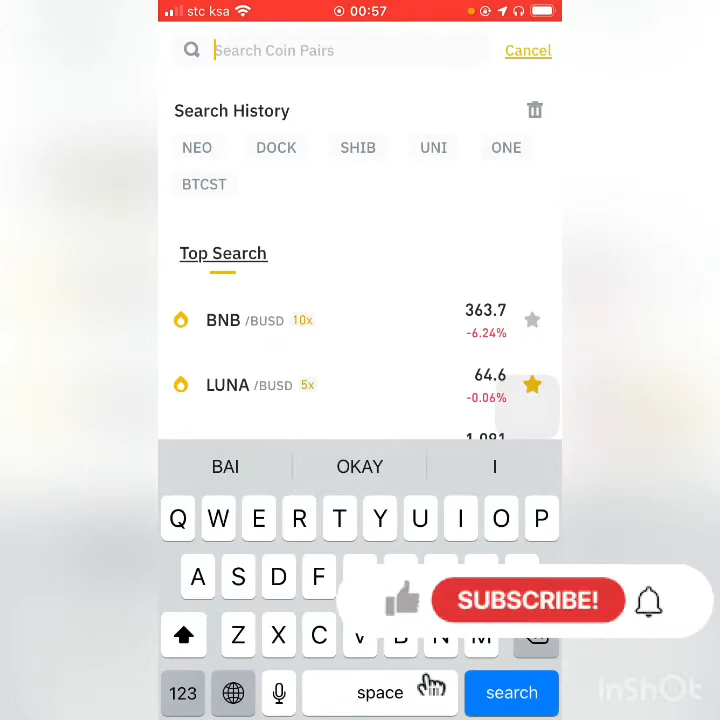 stc ksa 00:57
Search Coin Pairs Cancel
Search History
NEO DOCK SHIB UNI ONE
BTCST
Top Search
BNB /BUSD 10x 363.7
-6.24%
LUNA /BUSD 5x 64.6
-0.06%
BAI OKAY I
Q W E R T Y U I O P
A S D F
SUBSCRIBE!
Z X C V B N M
123 space search
InShOt